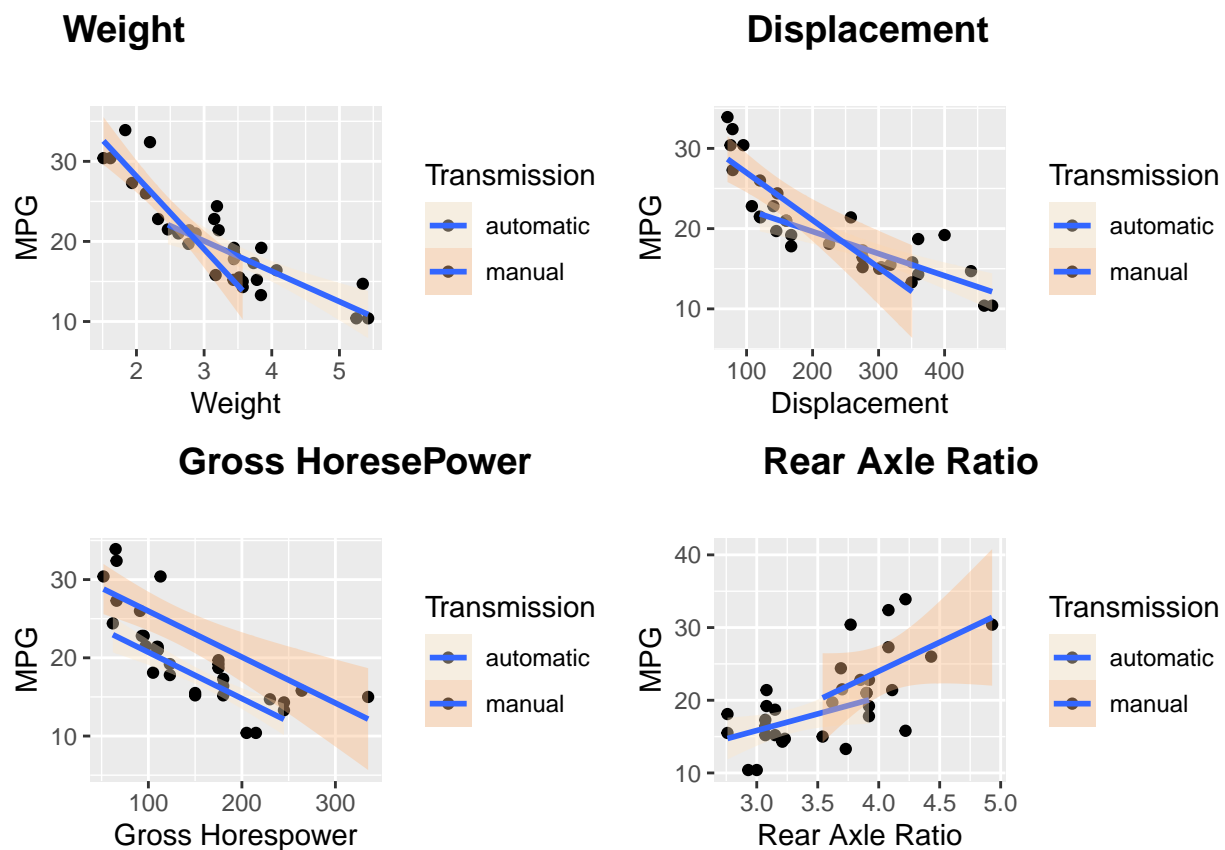 Weight
MPG
30
20
10
2 3 4 5
Weight
Transmission
automatic
manual
Displacement
MPG
30
20
10
100 200 300 400
Displacement
Transmission
automatic
manual
Gross HoresePower
MPG
30
20
10
100 200 300
Gross Horespower
Transmission
automatic
manual
Rear Axle Ratio
MPG
40
30
20
10
3.0 3.5 4.0 4.5 5.0
Rear Axle Ratio
Transmission
automatic
manual